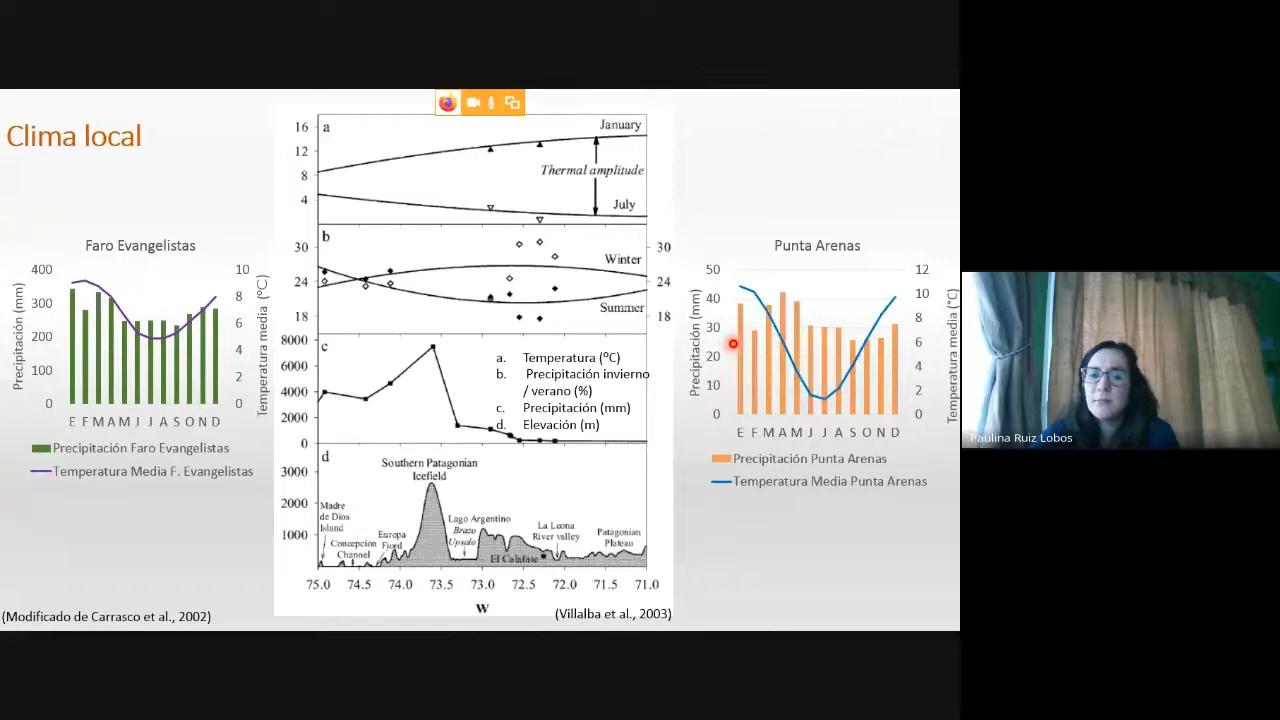 Clima local
Faro Evangelistas
400
300
200
100
0
10
8
6
4
2
0
Precipitación (mm)
Temperatura media (°C)
E F M A M J J A S O N D
Precipitación Faro Evangelistas
Temperatura Media F. Evangelistas
(Modificado de Carrasco et al., 2002)
a
16
12
8
4
January
Thermal amplitude
July
b
30
24
18
30
24
18
Winter
Summer
c
8000
6000
4000
2000
0
a. Temperatura (°C)
b. Precipitación invierno
/ verano (%)
c. Precipitación (mm)
d. Elevación (m)
d
3000
2000
1000
Southern Patagonian
Icefield
Madre
de Dios
Island
Concepción
Channel
Europa
Fjord
Lago Argentino
Brazo
Upsala
El Calafate
La Leona
River valley
Patagonian
Plateau
75.0 74.5 74.0 73.5 73.0 72.5 72.0 71.5 71.0
W
(Villalba et al., 2003)
Punta Arenas
50
40
30
20
10
0
12
10
8
6
4
2
0
Precipitación (mm)
Temperatura media (°C)
E F M A M J J A S O N D
Precipitación Punta Arenas
Temperatura Media Punta Arenas
Paulina Ruiz Lobos